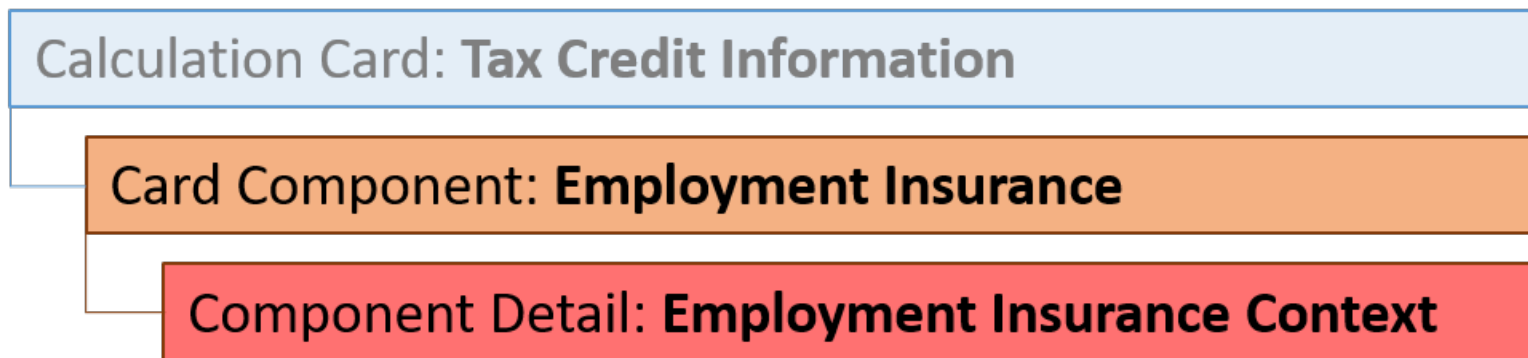 Calculation Card: Tax Credit Information
Card Component: Employment Insurance
Component Detail: Employment Insurance Context